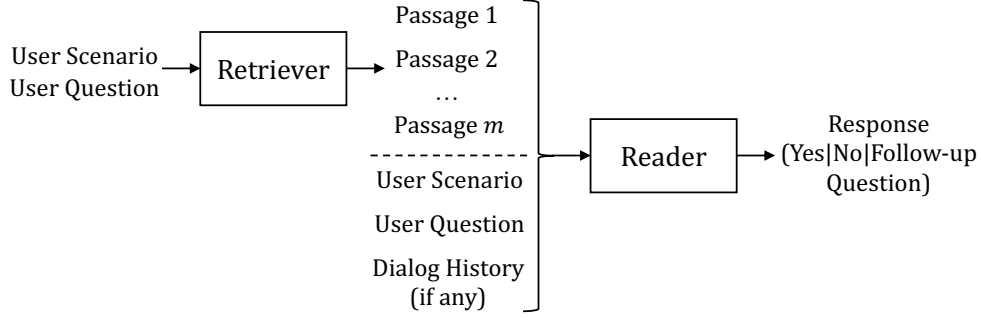 User Scenario
User Question
Retriever
Passage 1
Passage 2
...
Passage m
User Scenario
User Question
Dialog History
(if any)
Reader
Response
(Yes|No|Follow-up
Question)